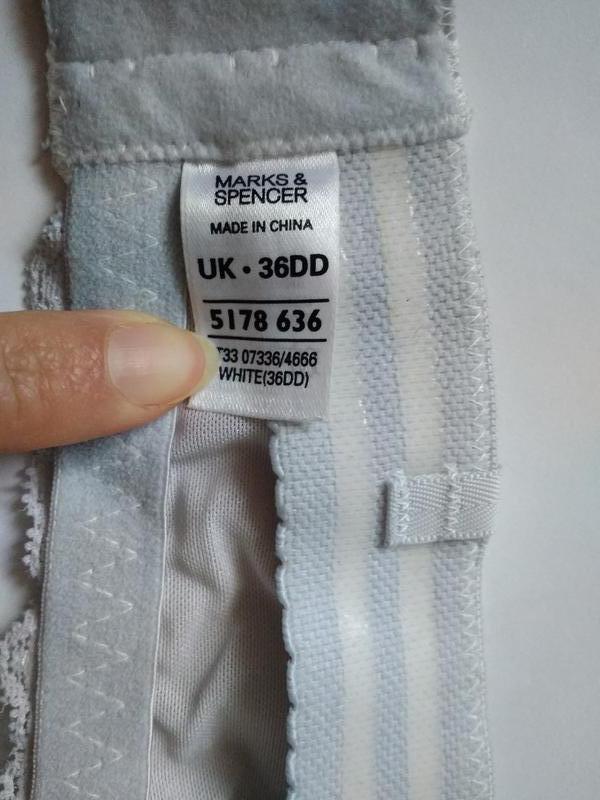 MARKS &
SPENCER
MADE IN CHINA
UK • 36DD
5178 636
T33 07336/4666
WHITE(36DD)